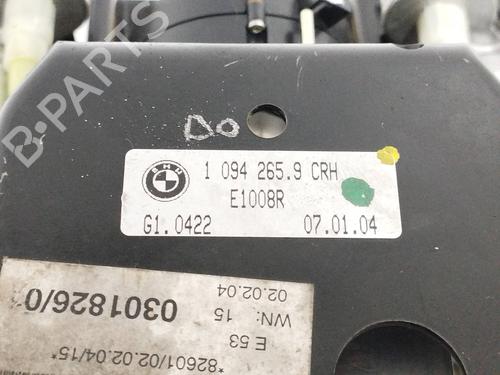 B-PARTS
DO
BMW
1 094 265.9 CRH
E1008R
G1.0422 07.01.04
0301826/0
02.02.04
WN: 15
E 53
*82601/02.02.04/15*